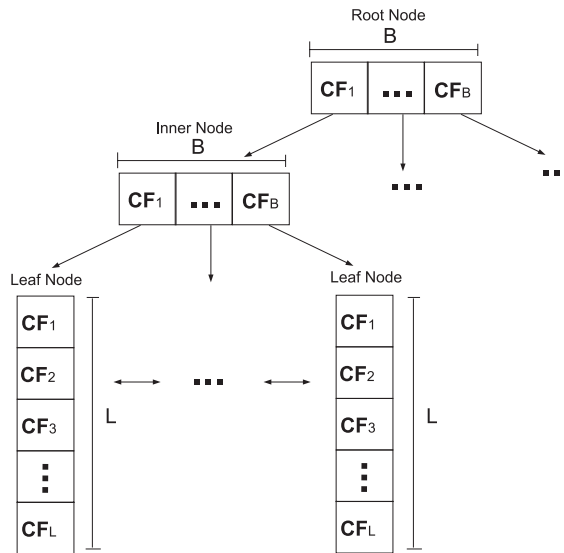 Root Node
B
CF1 ... CFB
Inner Node
B
CF1 ... CFB
...
..
Leaf Node
Leaf Node
CF1
CF2
CF3
CFL
L
...
CF1
CF2
CF3
CFL
L